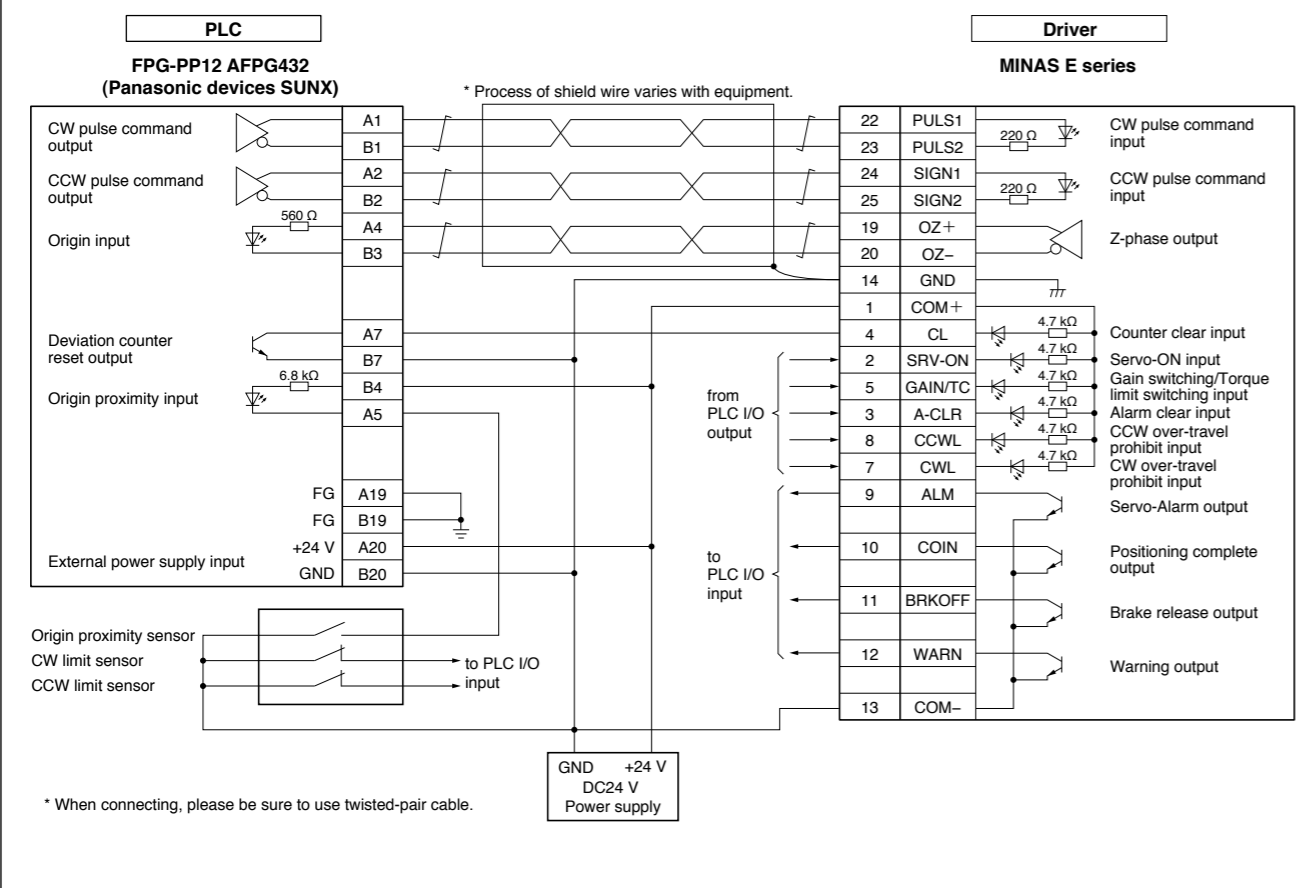 PLC
FPG-PP12 AFPG432
(Panasonic devices SUNX)
Driver
MINAS E series
* Process of shield wire varies with equipment.
CW pulse command
output
CCW pulse command
output
560 Ω
Origin input
Deviation counter
reset output
6.8 kΩ
Origin proximity input
FG
FG
+24 V
External power supply input
GND
A1
B1
A2
B2
A4
B3
A7
B7
B4
A5
A19
B19
A20
B20
Origin proximity sensor
CW limit sensor
CCW limit sensor
to PLC I/O
input
from
PLC I/O
output
to
PLC I/O
input
22 PULS1
23 PULS2
24 SIGN1
25 SIGN2
19 OZ+
20 OZ−
14 GND
1 COM+
4 CL
2 SRV-ON
5 GAIN/TC
3 A-CLR
8 CCWL
7 CWL
9 ALM
10 COIN
11 BRKOFF
12 WARN
13 COM−
220 Ω
220 Ω
4.7 kΩ
4.7 kΩ
4.7 kΩ
4.7 kΩ
4.7 kΩ
4.7 kΩ
CW pulse command
input
CCW pulse command
input
Z-phase output
Counter clear input
Servo-ON input
Gain switching/Torque
limit switching input
Alarm clear input
CCW over-travel
prohibit input
CW over-travel
prohibit input
Servo-Alarm output
Positioning complete
output
Brake release output
Warning output
GND +24 V
DC24 V
Power supply
* When connecting, please be sure to use twisted-pair cable.